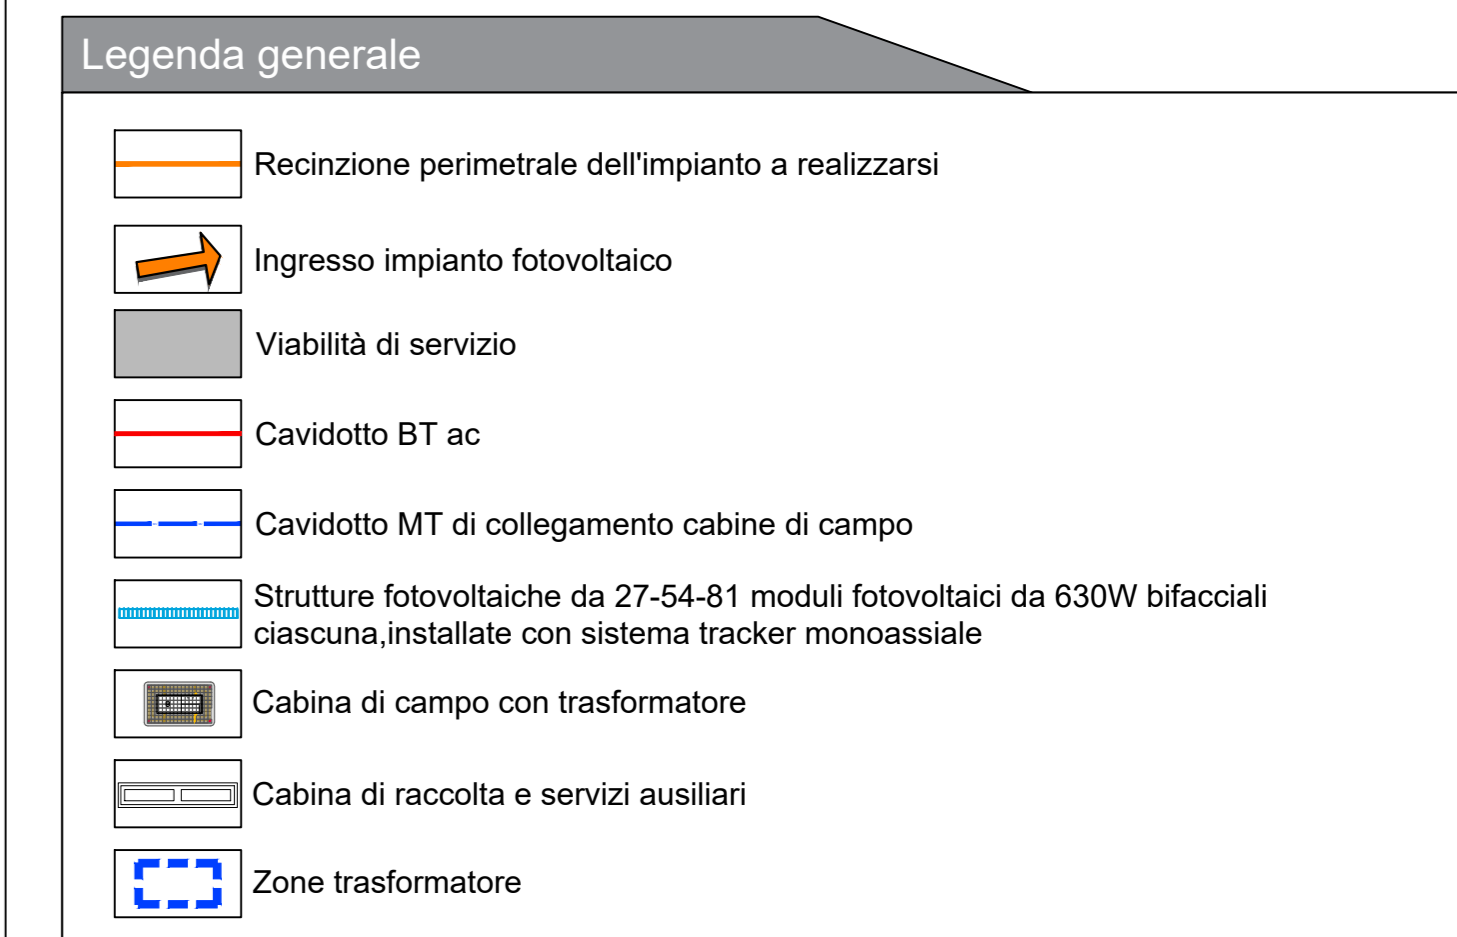 Legenda generale
Recinzione perimetrale dell'impianto a realizzarsi
Ingresso impianto fotovoltaico
Viabilità di servizio
Cavidotto BT ac
Cavidotto MT di collegamento cabine di campo
Strutture fotovoltaiche da 27-54-81 moduli fotovoltaici da 630W bifacciali
ciascuna,installate con sistema tracker monoassiale
Cabina di campo con trasformatore
Cabina di raccolta e servizi ausiliari
Zone trasformatore